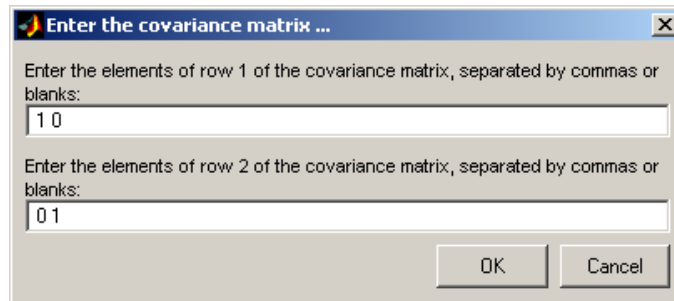 Enter the covariance matrix ...
Enter the elements of row 1 of the covariance matrix, separated by commas or
blanks:
1 0
Enter the elements of row 2 of the covariance matrix, separated by commas or
blanks:
0 1
OK Cancel